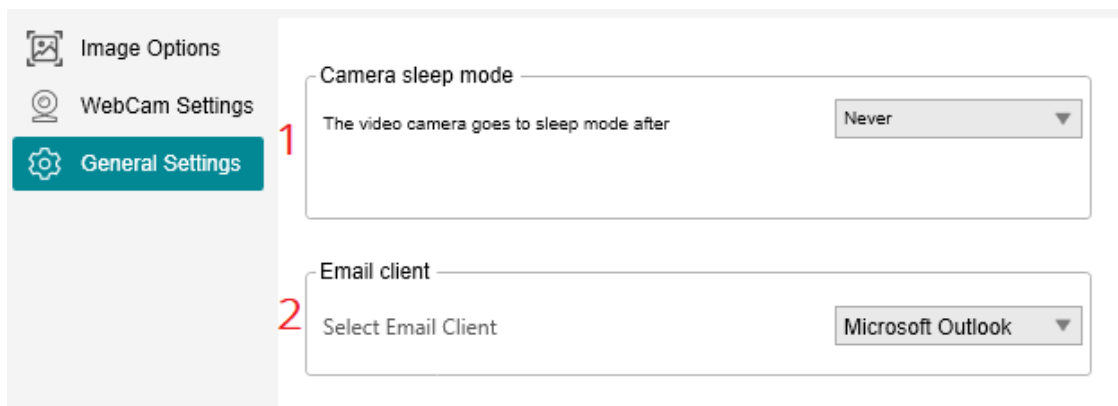 Image Options
WebCam Settings
General Settings
Camera sleep mode
1
The video camera goes to sleep mode after
Never
Email client
2
Select Email Client
Microsoft Outlook